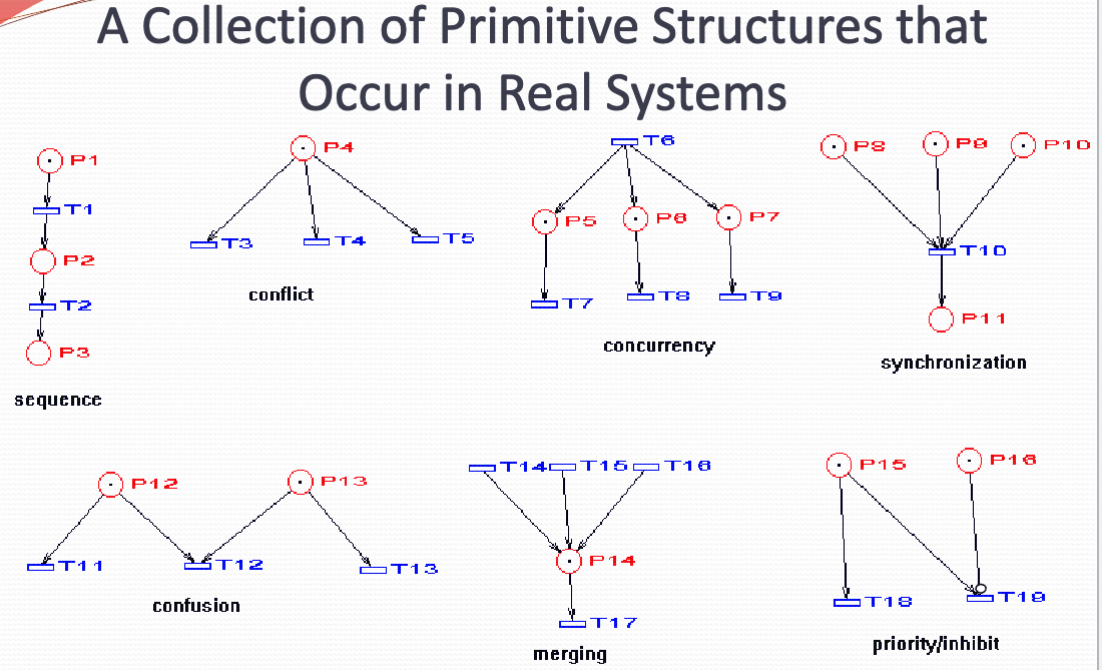 A Collection of Primitive Structures that
Occur in Real Systems
P1
T1
P2
T2
P3
sequence
P4
T3
T4
T5
conflict
T6
P5
P6
P7
T7
T8
T9
concurrency
P8
P9
P10
T10
P11
synchronization
P12
P13
T11
T12
T13
confusion
T14
T15
T16
P14
T17
merging
P15
P16
T18
T19
priority/inhibit